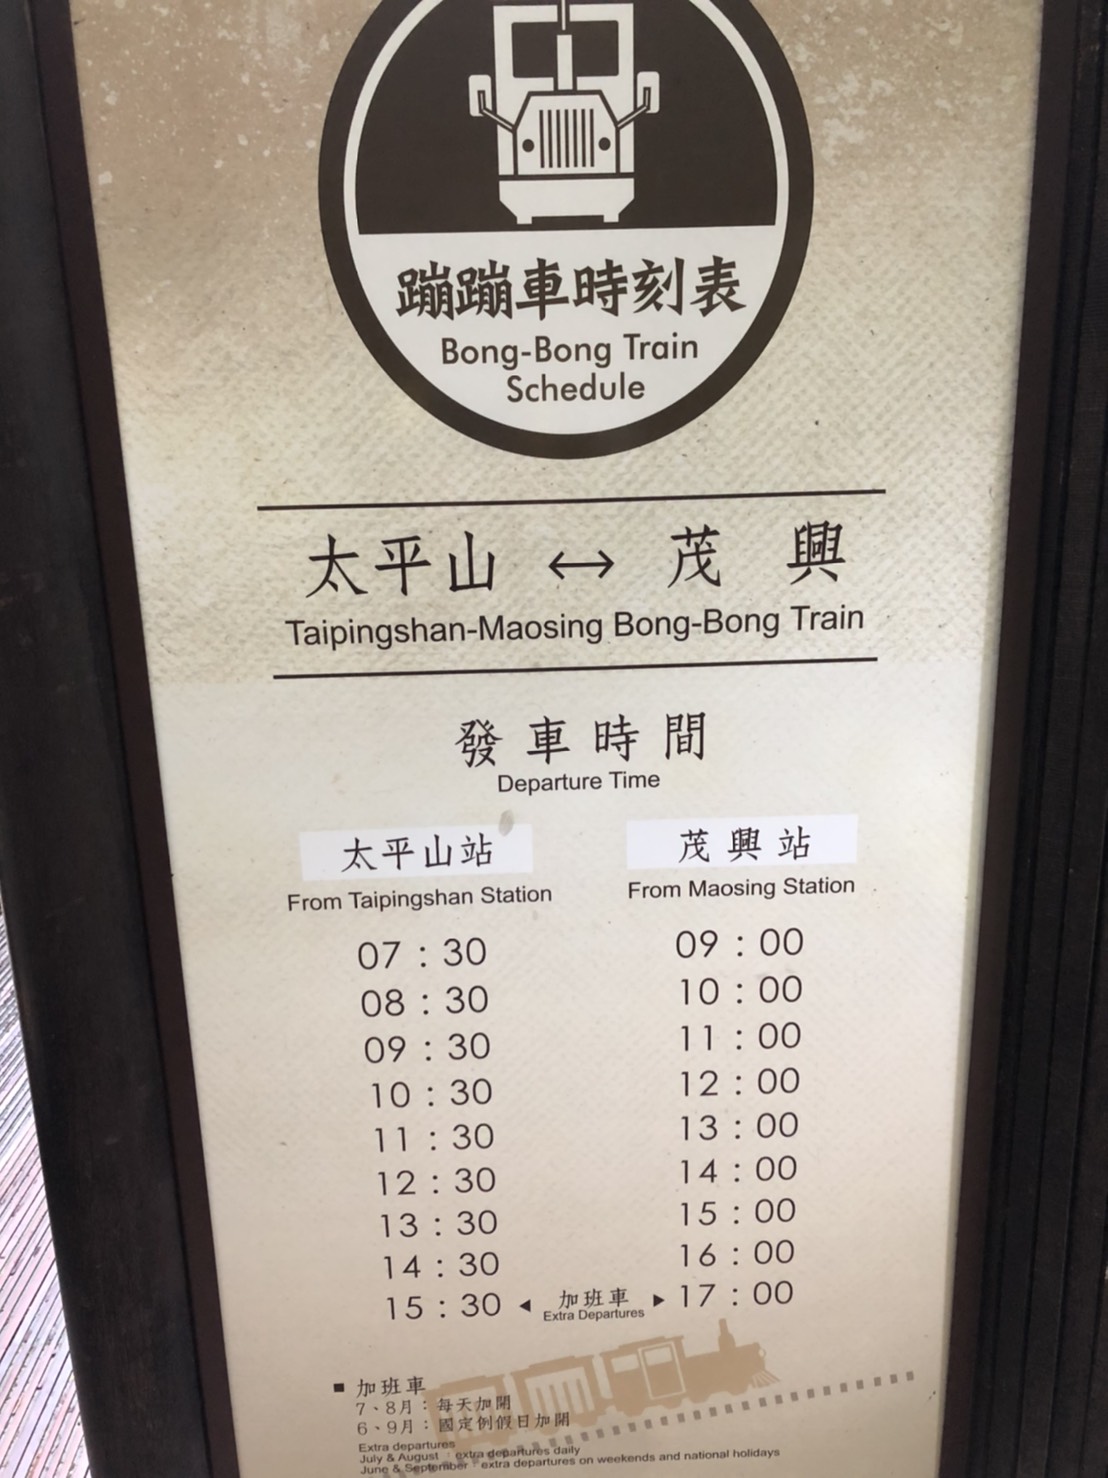 蹦蹦車時刻表
Bong-Bong Train
Schedule
太平山 ↔ 茂興
Taipingshan-Maosing Bong-Bong Train
發車時間
Departure Time
太平山站 茂興站
From Taipingshan Station From Maosing Station
07：30 09：00
08：30 10：00
09：30 11：00
10：30 12：00
11：30 13：00
12：30 14：00
13：30 15：00
14：30 16：00
15：30 ◀ 加班車 ▶ 17：00
Extra Departures
■ 加班車
7、8月：每天加開
6、9月：國定例假日加開
Extra departures
July & August：extra departures daily
June & September：extra departures on weekends and national holidays